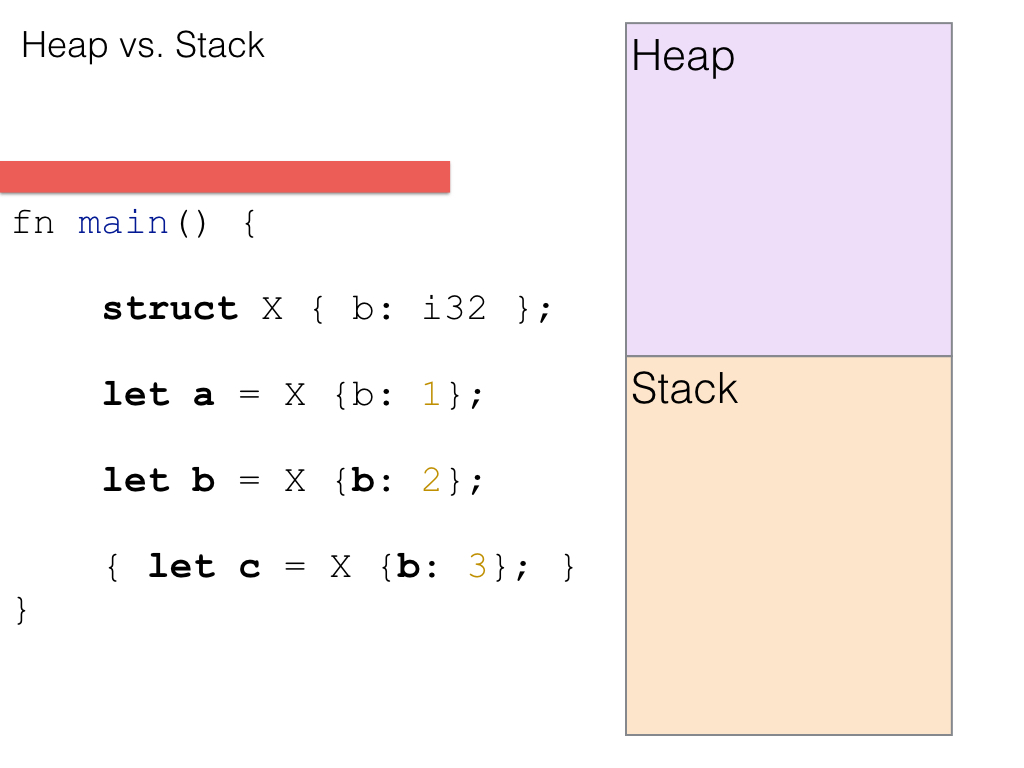 Heap vs. Stack
fn main() {
struct X { b: i32 };
let a = X {b: 1};
let b = X {b: 2};
{ let c = X {b: 3}; }
}
Heap
Stack